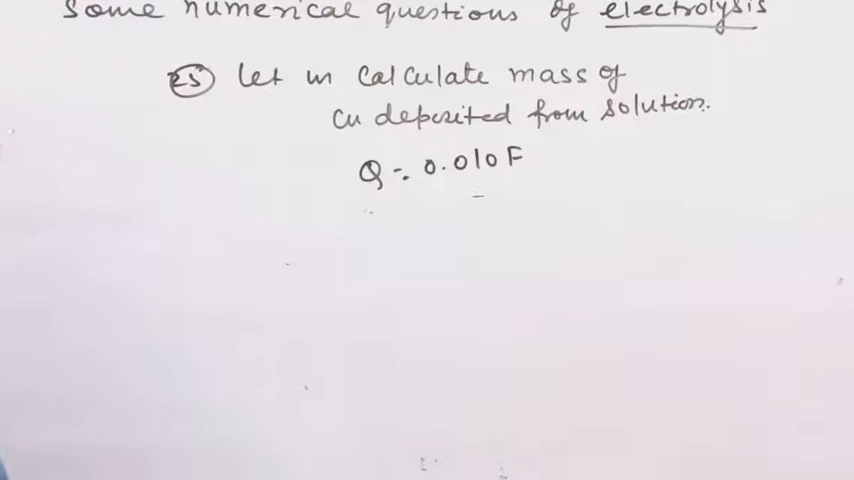 Some numerical questions of electrolysis
25 Let us calculate mass of
Cu deposited from solution.
Q = 0.010 F